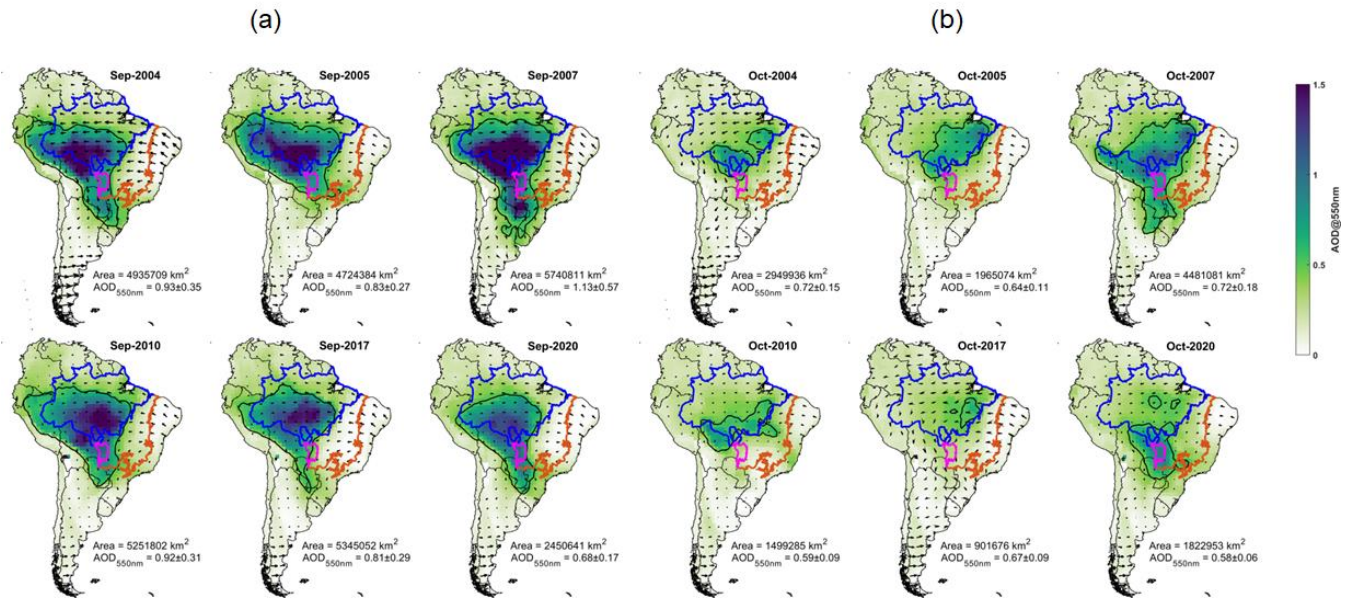 (a)
(b)
Sep-2004
Sep-2005
Sep-2007
Oct-2004
Oct-2005
Oct-2007
Area = 4935709 km2
AOD550nm = 0.93±0.35
Area = 4724384 km2
AOD550nm = 0.83±0.27
Area = 5740811 km2
AOD550nm = 1.13±0.57
Area = 2949936 km2
AOD550nm = 0.72±0.15
Area = 1965074 km2
AOD550nm = 0.64±0.11
Area = 4481081 km2
AOD550nm = 0.72±0.18
1.5
1
0.5
0
AOD@550nm
Sep-2010
Sep-2017
Sep-2020
Oct-2010
Oct-2017
Oct-2020
Area = 5251802 km2
AOD550nm = 0.92±0.31
Area = 5345052 km2
AOD550nm = 0.81±0.29
Area = 2450641 km2
AOD550nm = 0.68±0.17
Area = 1499285 km2
AOD550nm = 0.59±0.09
Area = 901676 km2
AOD550nm = 0.67±0.09
Area = 1822953 km2
AOD550nm = 0.58±0.06